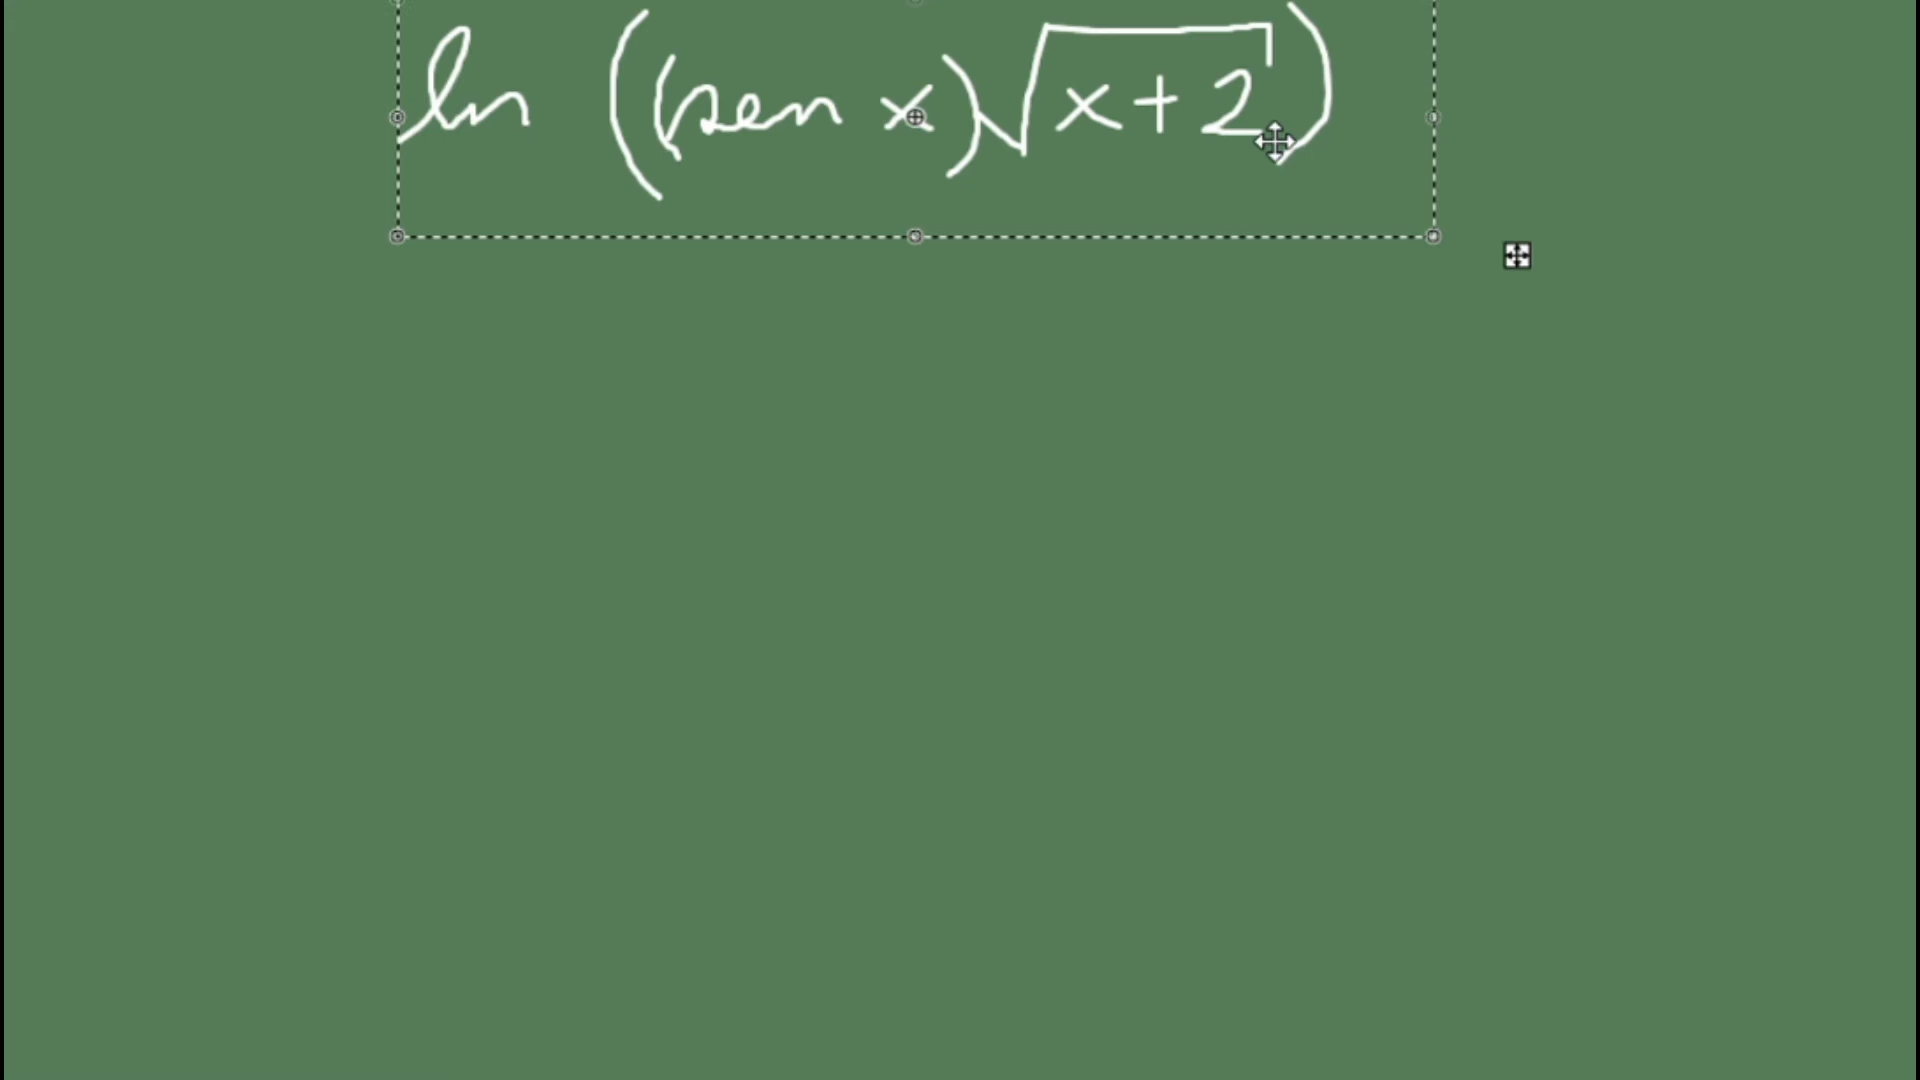 ln ((sen x)√(x+2))